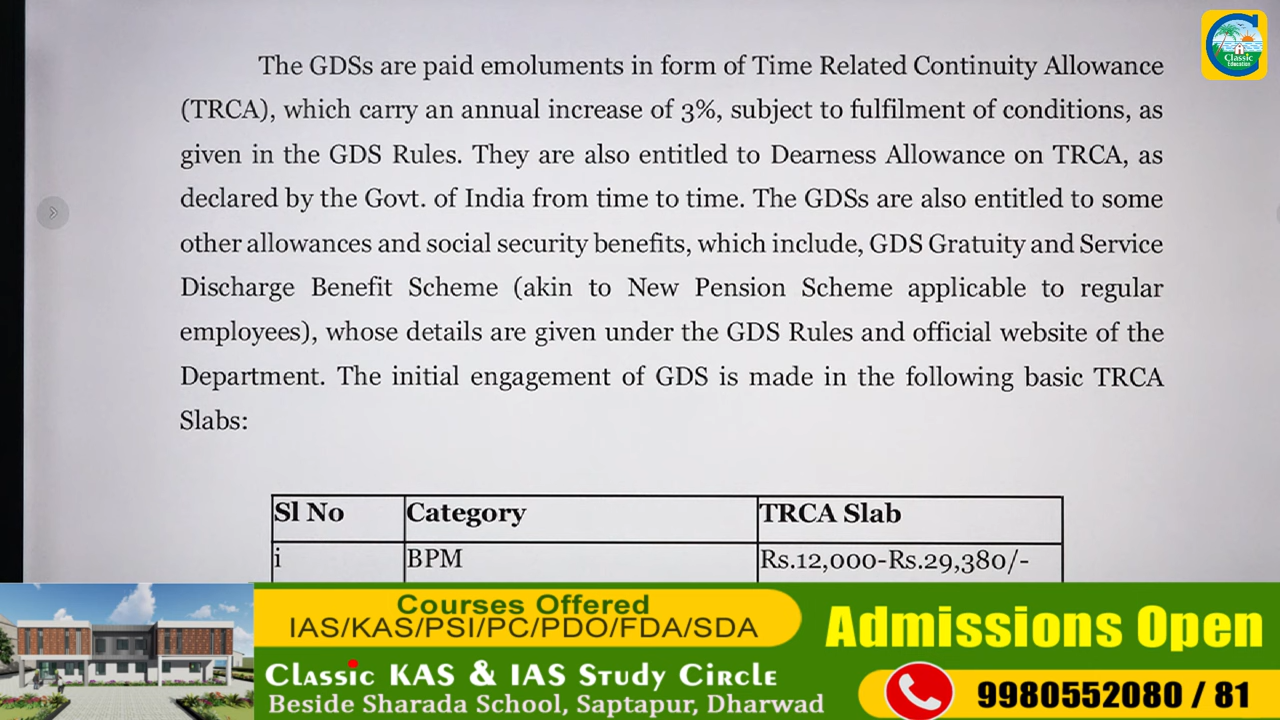 Classic
Education
The GDSs are paid emoluments in form of Time Related Continuity Allowance
(TRCA), which carry an annual increase of 3%, subject to fulfilment of conditions, as
given in the GDS Rules. They are also entitled to Dearness Allowance on TRCA, as
declared by the Govt. of India from time to time. The GDSs are also entitled to some
other allowances and social security benefits, which include, GDS Gratuity and Service
Discharge Benefit Scheme (akin to New Pension Scheme applicable to regular
employees), whose details are given under the GDS Rules and official website of the
Department. The initial engagement of GDS is made in the following basic TRCA
Slabs:
Sl No Category TRCA Slab
i BPM Rs.12,000-Rs.29,380/-
Courses Offered
IAS/KAS/PSI/PC/PDO/FDA/SDA
Classic KAS & IAS Study Circle
Beside Sharada School, Saptapur, Dharwad
Admissions Open
9980552080 / 81